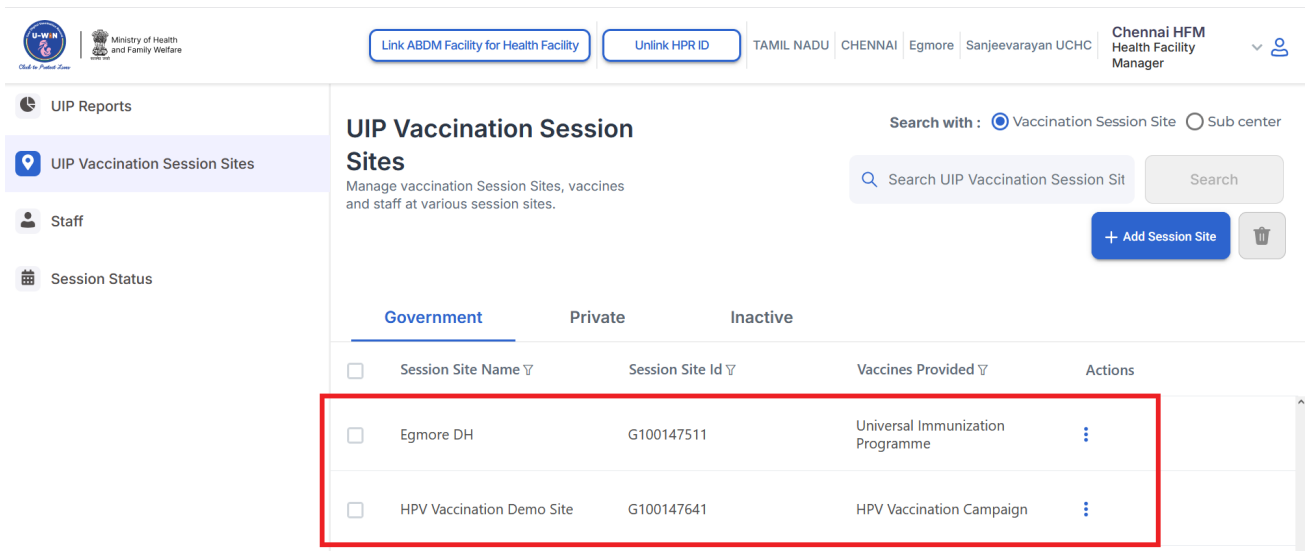 U-WIN
Click to Protect Lives
Ministry of Health
and Family Welfare
Link ABDM Facility for Health Facility
Unlink HPR ID
TAMIL NADU
CHENNAI
Egmore
Sanjeevarayan UCHC
Chennai HFM
Health Facility
Manager
UIP Reports
UIP Vaccination Session Sites
Staff
Session Status
UIP Vaccination Session
Sites
Manage vaccination Session Sites, vaccines
and staff at various session sites.
Search with :
Vaccination Session Site
Sub center
Search UIP Vaccination Session Sit
Search
+ Add Session Site
Government
Private
Inactive
Session Site Name
Session Site Id
Vaccines Provided
Actions
Egmore DH
G100147511
Universal Immunization
Programme
HPV Vaccination Demo Site
G100147641
HPV Vaccination Campaign